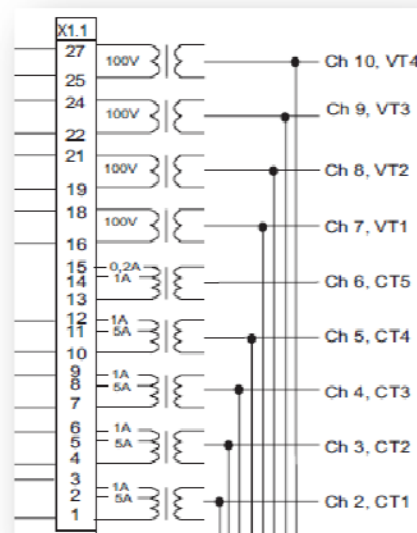 X1.1
27
100V
Ch 10, VT4
25
24
100V
Ch 9, VT3
22
21
100V
Ch 8, VT2
19
18
100V
Ch 7, VT1
16
15 0,2A
14 1A
Ch 6, CT5
13
12 1A
11 5A
Ch 5, CT4
10
9 1A
8 5A
Ch 4, CT3
7
6 1A
5 5A
Ch 3, CT2
4
3
2 1A
5A
Ch 2, CT1
1